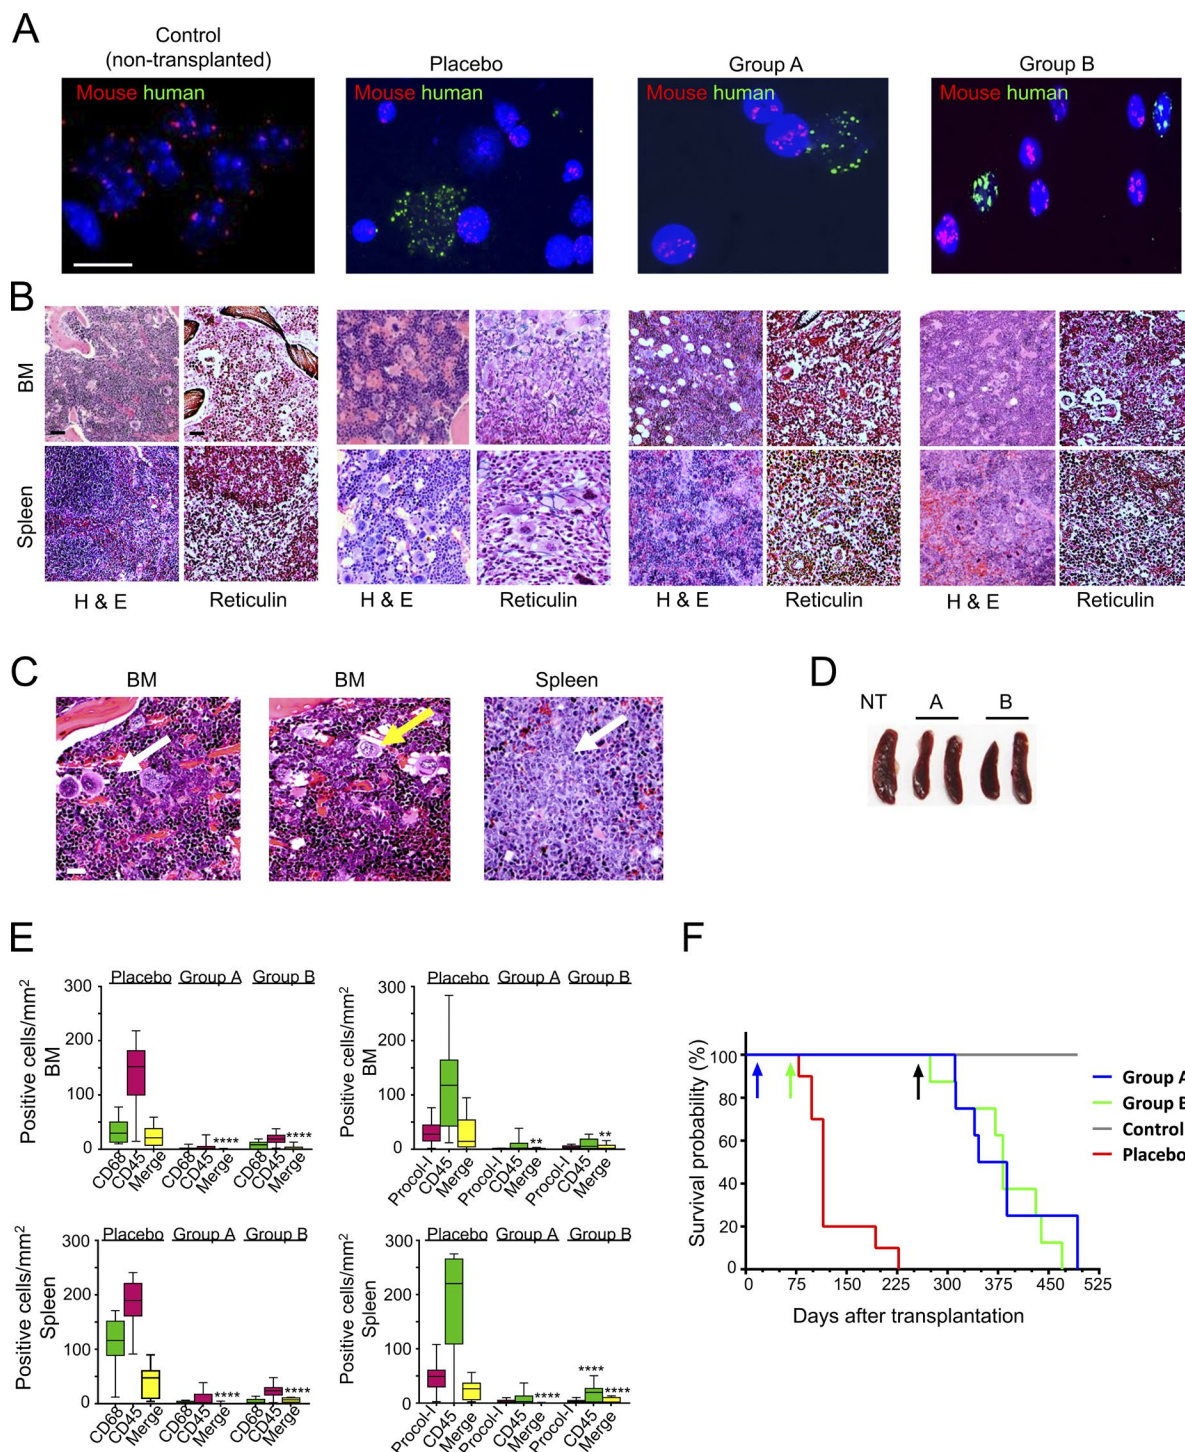 A
Control
(non-transplanted)
Placebo
Group A
Group B
Mouse human
Mouse human
Mouse human
Mouse human
B
BM
Spleen
H & E
Reticulin
H & E
Reticulin
H & E
Reticulin
H & E
Reticulin
C
BM
BM
Spleen
D
NT
A
B
E
Placebo Group A Group B
Positive cells/mm2
BM
300
200
100
0
CD68
CD45
Merge
CD68
CD45
Merge
CD68
CD45
Merge
****
****
Placebo Group A Group B
Positive cells/mm2
BM
300
200
100
0
Procol-I
CD45
Merge
Procol-I
CD45
Merge
Procol-I
CD45
Merge
**
**
Placebo Group A Group B
Positive cells/mm2
Spleen
300
200
100
0
CD68
CD45
Merge
CD68
CD45
Merge
CD68
CD45
Merge
****
****
Placebo Group A Group B
Positive cells/mm2
Spleen
300
200
100
0
Procol-I
CD45
Merge
Procol-I
CD45
Merge
Procol-I
CD45
Merge
****
****
****
F
Survival probability (%)
100
80
60
40
20
0
0 75 150 225 300 375 450 525
Days after transplantation
Group A
Group B
Control
Placebo